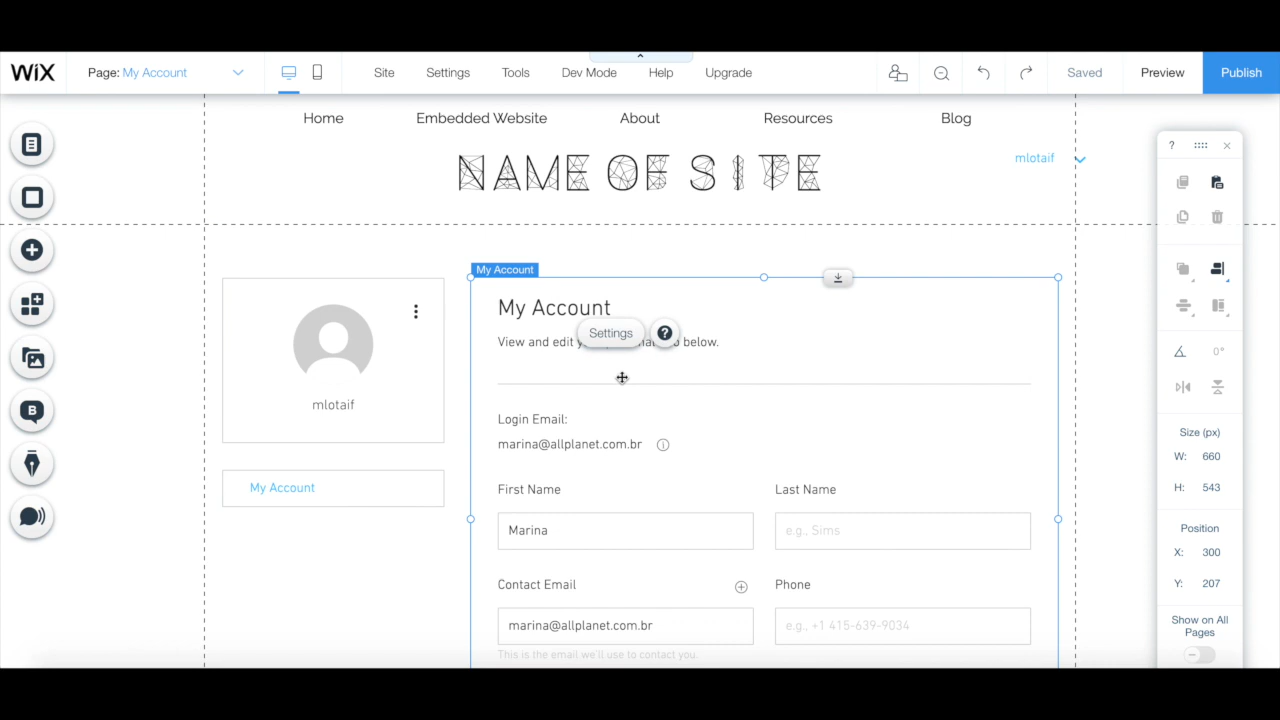 WiX Page: My Account Site Settings Tools Dev Mode Help Upgrade Saved Preview Publish
Home Embedded Website About Resources Blog
NAME OF SITE
mlotaif
My Account
My Account
Settings ?
View and edit your info below.
mlotaif
Login Email:
marina@allplanet.com.br
My Account
First Name Last Name
Marina e.g., Sims
Contact Email Phone
marina@allplanet.com.br e.g., +1 415-639-9034
This is the email we'll use to contact you.
?
0°
Size (px)
W: 660
H: 543
Position
X: 300
Y: 207
Show on All
Pages